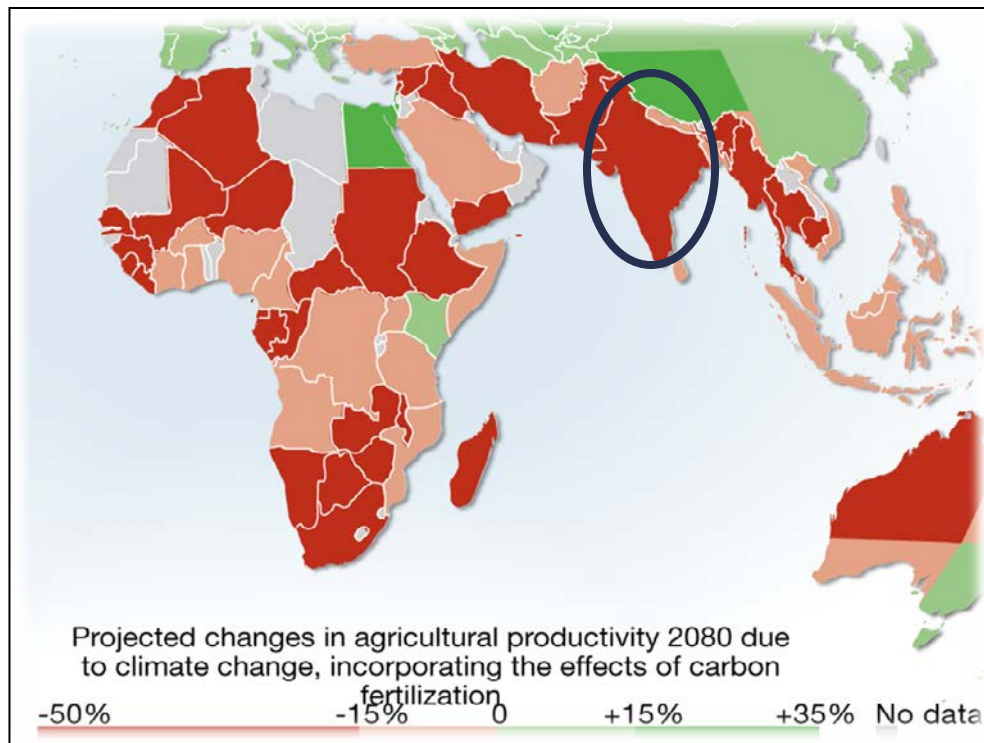 Projected changes in agricultural productivity 2080 due
to climate change, incorporating the effects of carbon
fertilization
-50% -15% 0 +15% +35% No data